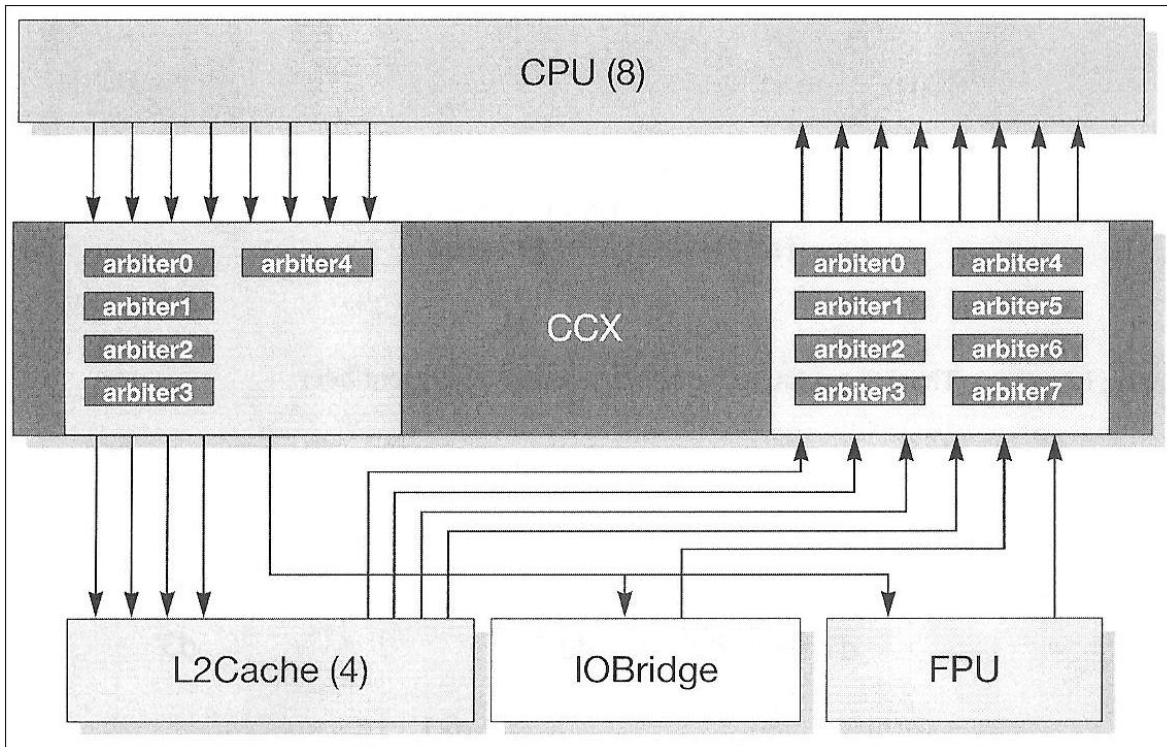 CPU (8)
arbiter0
arbiter1
arbiter2
arbiter3
arbiter4
CCX
arbiter0
arbiter1
arbiter2
arbiter3
arbiter4
arbiter5
arbiter6
arbiter7
L2Cache (4)
IOBridge
FPU